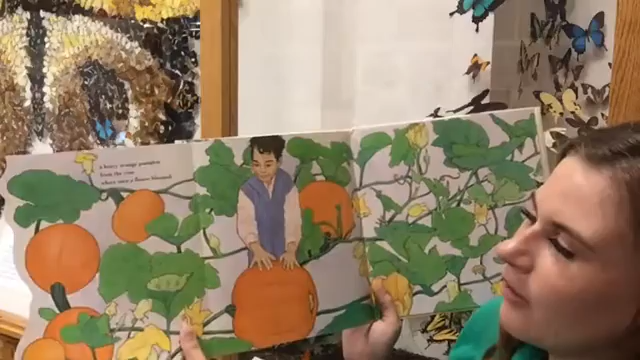 a heavy orange pumpkin
from the vine
where once a flower bloomed.